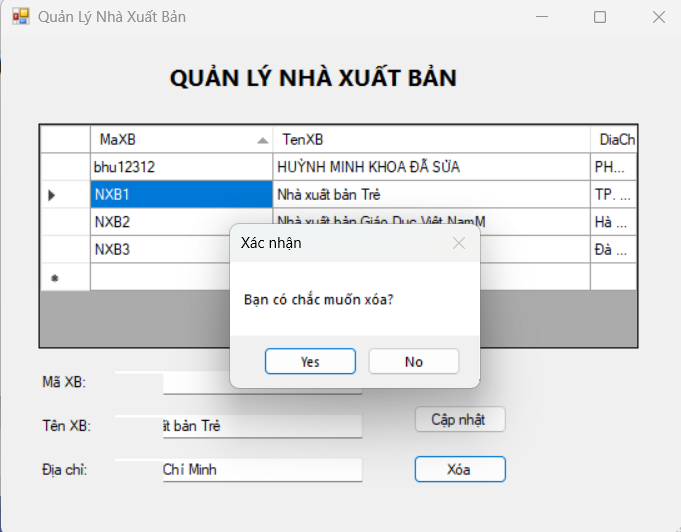 Quản Lý Nhà Xuất Bản
QUẢN LÝ NHÀ XUẤT BẢN
MaXB TenXB DiaCh
bhu12312 HUỲNH MINH KHOA ĐÃ SỬA PH...
NXB1 Nhà xuất bản Trẻ TP. ...
NXB2 Nhà xuất bản Giáo Dục Việt NamM Hà ...
NXB3 Đà ...
Xác nhận
Bạn có chắc muốn xóa?
Yes No
Mã XB:
Tên XB: ất bản Trẻ
Cập nhật
Địa chỉ: Chí Minh
Xóa